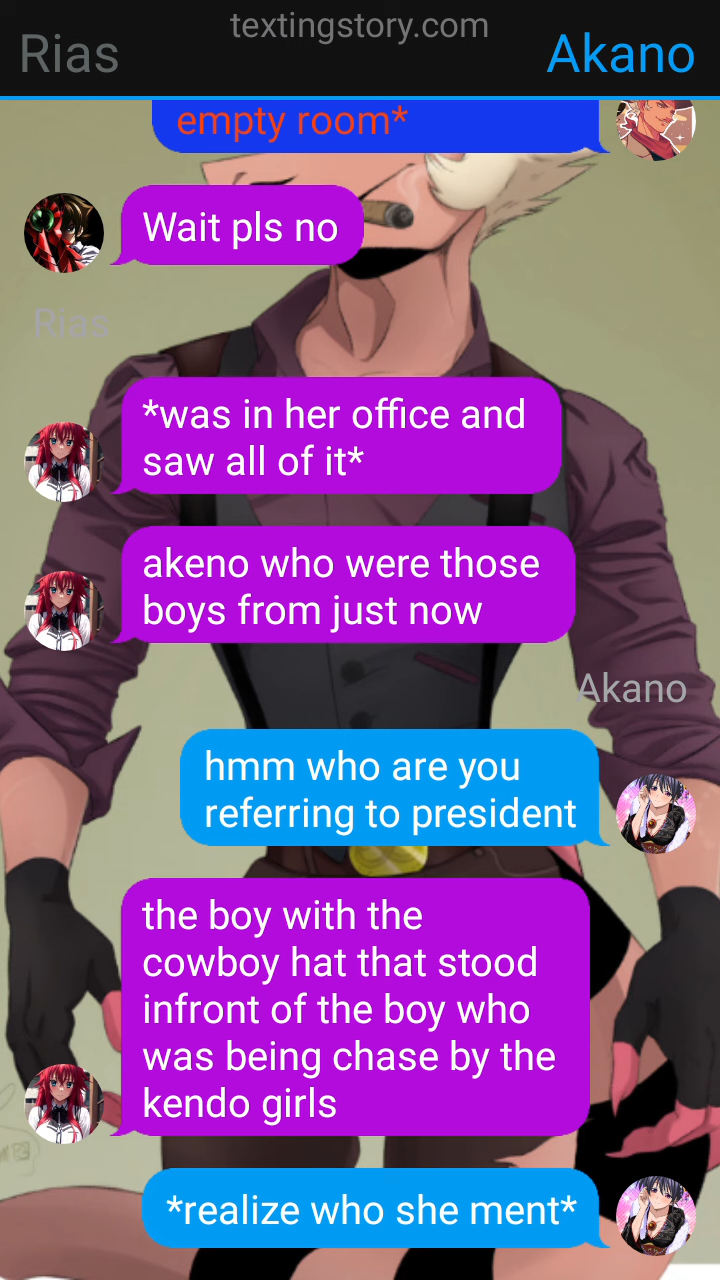 textingstory.com
Rias
Akano
empty room*
Wait pls no
Rias
*was in her office and
saw all of it*
akeno who were those
boys from just now
Akano
hmm who are you
referring to president
the boy with the
cowboy hat that stood
infront of the boy who
was being chase by the
kendo girls
*realize who she ment*